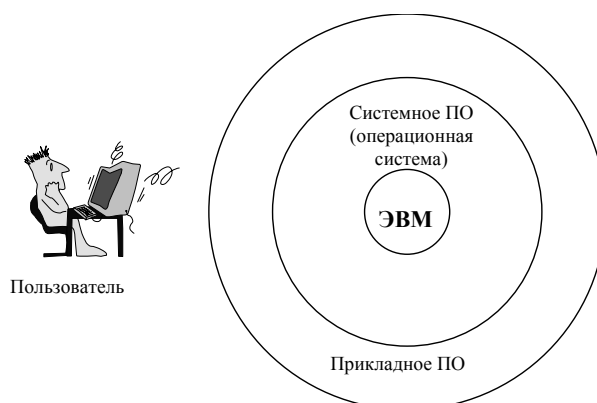 Системное ПО
(операционная
система)
ЭВМ
Пользователь
Прикладное ПО